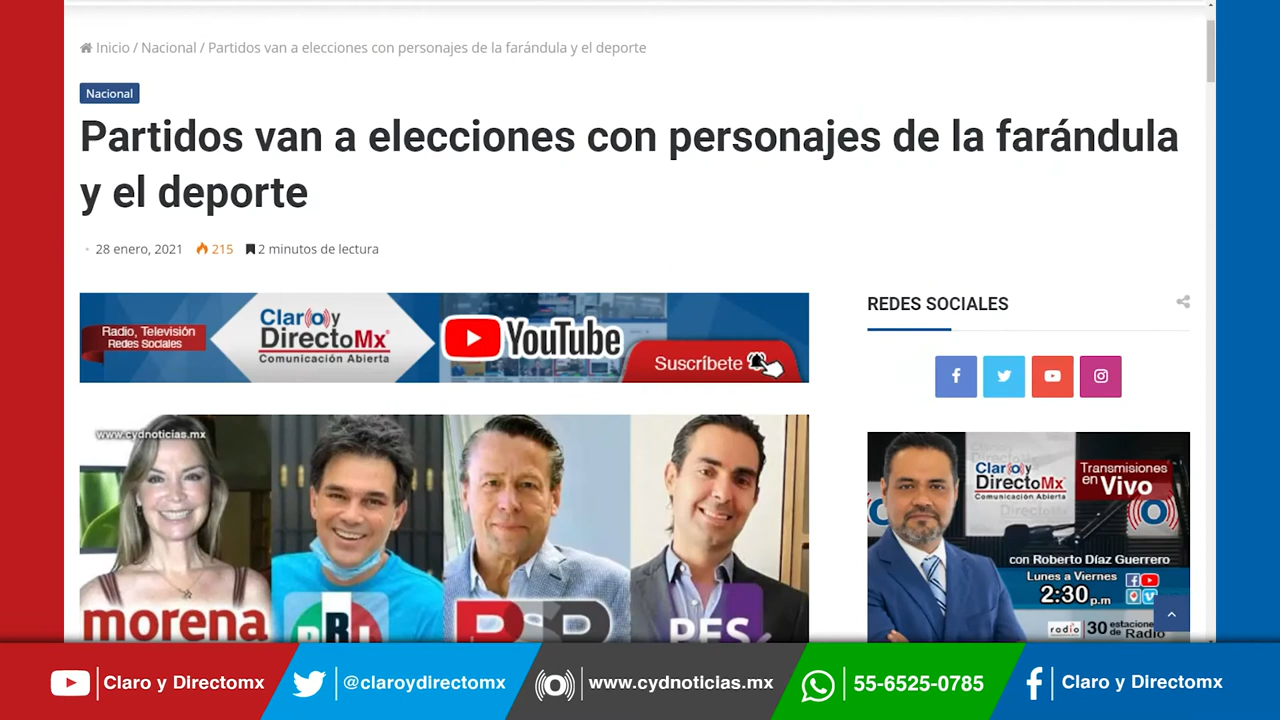 Inicio / Nacional / Partidos van a elecciones con personajes de la farándula y el deporte
Nacional
Partidos van a elecciones con personajes de la farándula
y el deporte
28 enero, 2021 215 2 minutos de lectura
Radio, Televisión
Redes Sociales
Claro y
DirectoMx
Comunicación Abierta
YouTube
Suscríbete
REDES SOCIALES
www.cydnoticias.mx
morena
PRI
PSP
PES
Claro y
DirectoMx
Comunicación Abierta
Transmisiones
en Vivo
con Roberto Díaz Guerrero
Lunes a Viernes
2:30 p.m
radio 30 estaciones
de Radio
Claro y Directomx
@claroydirectomx
www.cydnoticias.mx
55-6525-0785
Claro y Directomx